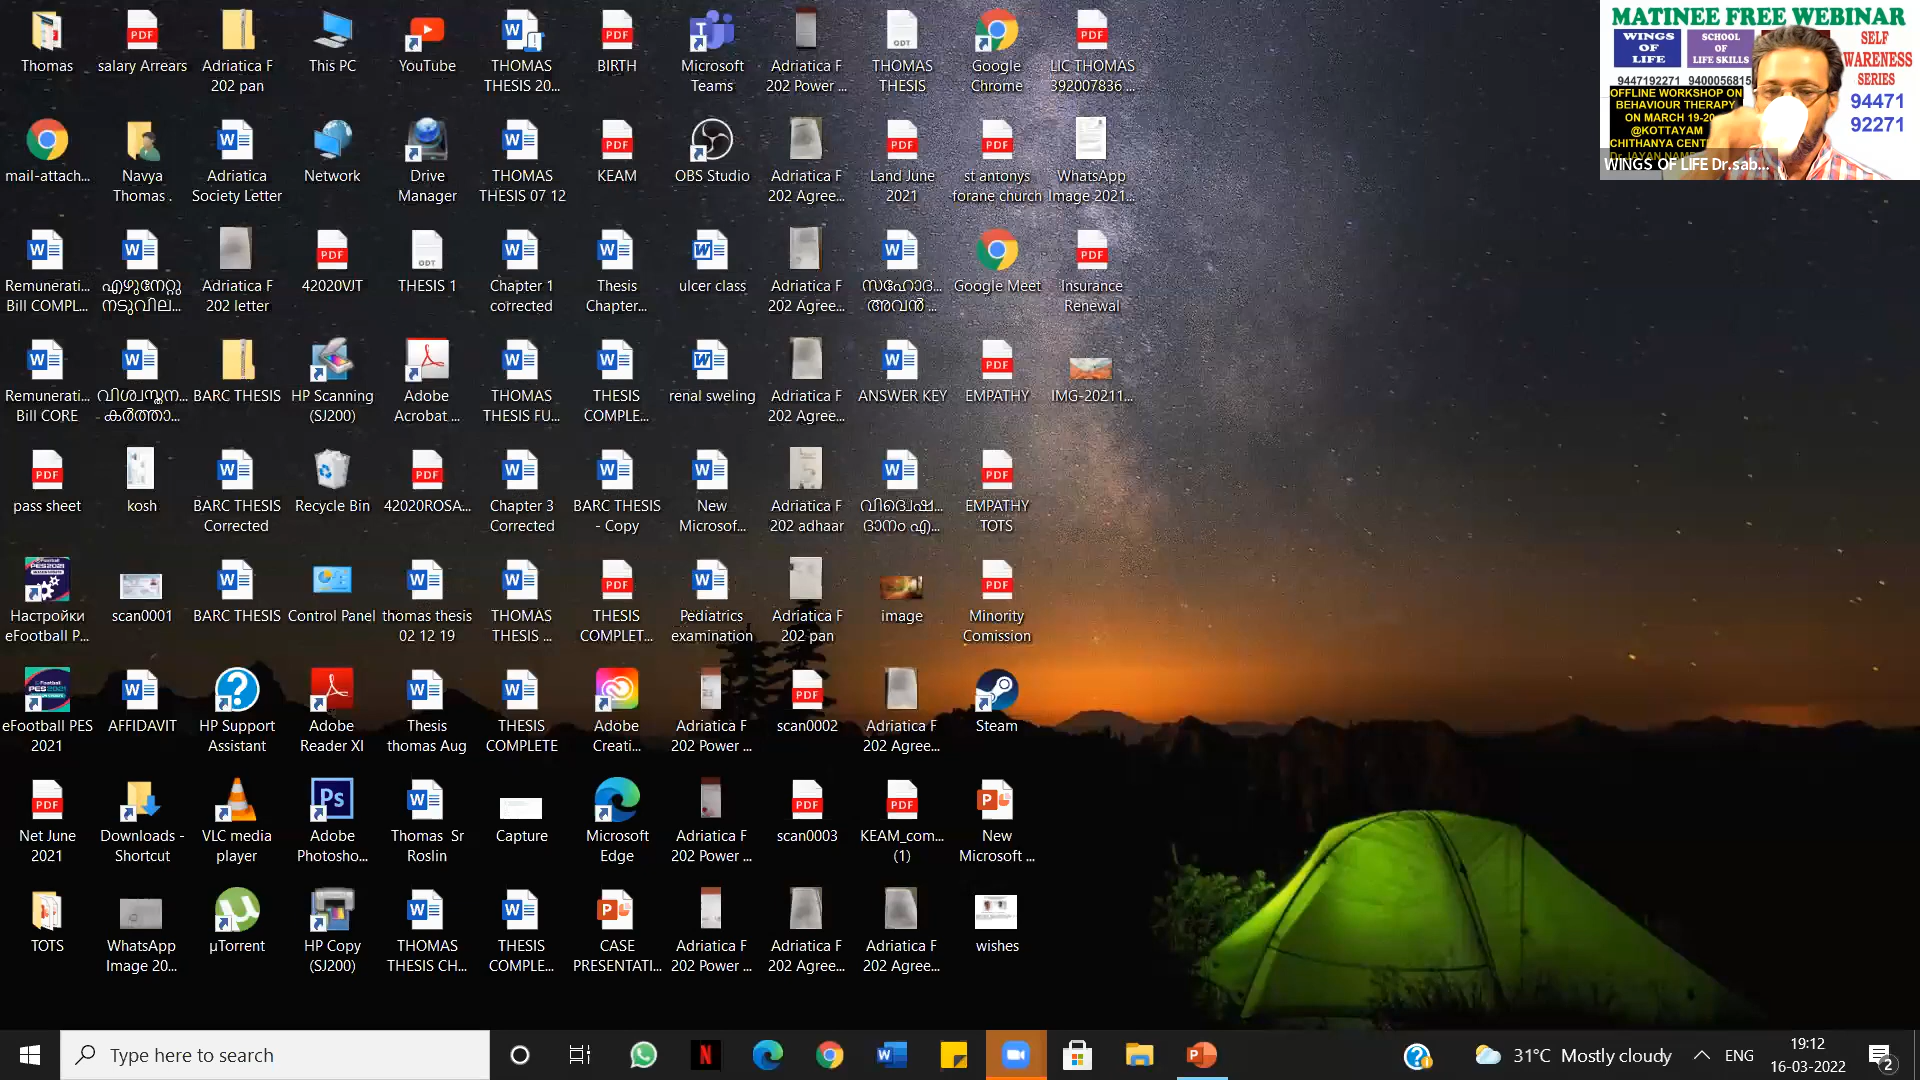 Thomas
salary Arrears
Adriatica F
202 pan
This PC
YouTube
THOMAS
THESIS 20...
BIRTH
Microsoft
Teams
Adriatica F
202 Power ...
THOMAS
THESIS
Google
Chrome
LIC THOMAS
392007836 ...
mail-attach...
Navya
Thomas .
Adriatica
Society Letter
Network
Drive
Manager
THOMAS
THESIS 07 12
KEAM
OBS Studio
Adriatica F
202 Agree...
Land June
2021
st antonys
forane church
WhatsApp
Image 2021...
Remunerati...
Bill COMPL...
എഴുന്നേറ്റു
നടുവില...
Adriatica F
202 letter
42020VJT
THESIS 1
Chapter 1
corrected
Thesis
Chapter...
ulcer class
Adriatica F
202 Agree...
സഹോദ...
അവൻ ...
Google Meet
Insurance
Renewal
Remunerati...
Bill CORE
വിശ്വസ്തന...
- കർത്താ...
BARC THESIS
HP Scanning
(SJ200)
Adobe
Acrobat ...
THOMAS
THESIS FU...
THESIS
COMPLE...
renal sweling
Adriatica F
202 Agree...
ANSWER KEY
EMPATHY
IMG-20211...
pass sheet
kosh
BARC THESIS
Corrected
Recycle Bin
42020ROSA...
Chapter 3
Corrected
BARC THESIS
- Copy
New
Microsof...
Adriatica F
202 adhaar
ദാനം എ...
EMPATHY
TOTS
Настройки
eFootball P...
scan0001
BARC THESIS
Control Panel
thomas thesis
02 12 19
THOMAS
THESIS ...
THESIS
COMPLET...
Pediatrics
examination
Adriatica F
202 pan
image
Minority
Comission
eFootball PES
2021
AFFIDAVIT
HP Support
Assistant
Adobe
Reader XI
Thesis
thomas Aug
THESIS
COMPLETE
Adobe
Creati...
Adriatica F
202 Power ...
scan0002
Adriatica F
202 Agree...
Steam
Net June
2021
Downloads -
Shortcut
VLC media
player
Adobe
Photosho...
Thomas Sr
Roslin
Capture
Microsoft
Edge
Adriatica F
202 Power ...
scan0003
KEAM_com...
(1)
New
Microsoft ...
TOTS
WhatsApp
Image 20...
µTorrent
HP Copy
(SJ200)
THOMAS
THESIS CH...
THESIS
COMPLE...
CASE
PRESENTATI...
Adriatica F
202 Power ...
Adriatica F
202 Agree...
Adriatica F
202 Agree...
wishes
MATINEE FREE WEBINAR
WINGS
OF
LIFE
SCHOOL
OF
LIFE SKILLS
SELF
WARENESS
SERIES
9447192271 9400056815
94471
92271
OFFLINE WORKSHOP ON
BEHAVIOUR THERAPY
ON MARCH 19-20
@KOTTAYAM
CHITHANYA CENT
WINGS OF LIFE Dr.sab...
Type here to search
31°C Mostly cloudy
ENG
19:12
16-03-2022
2